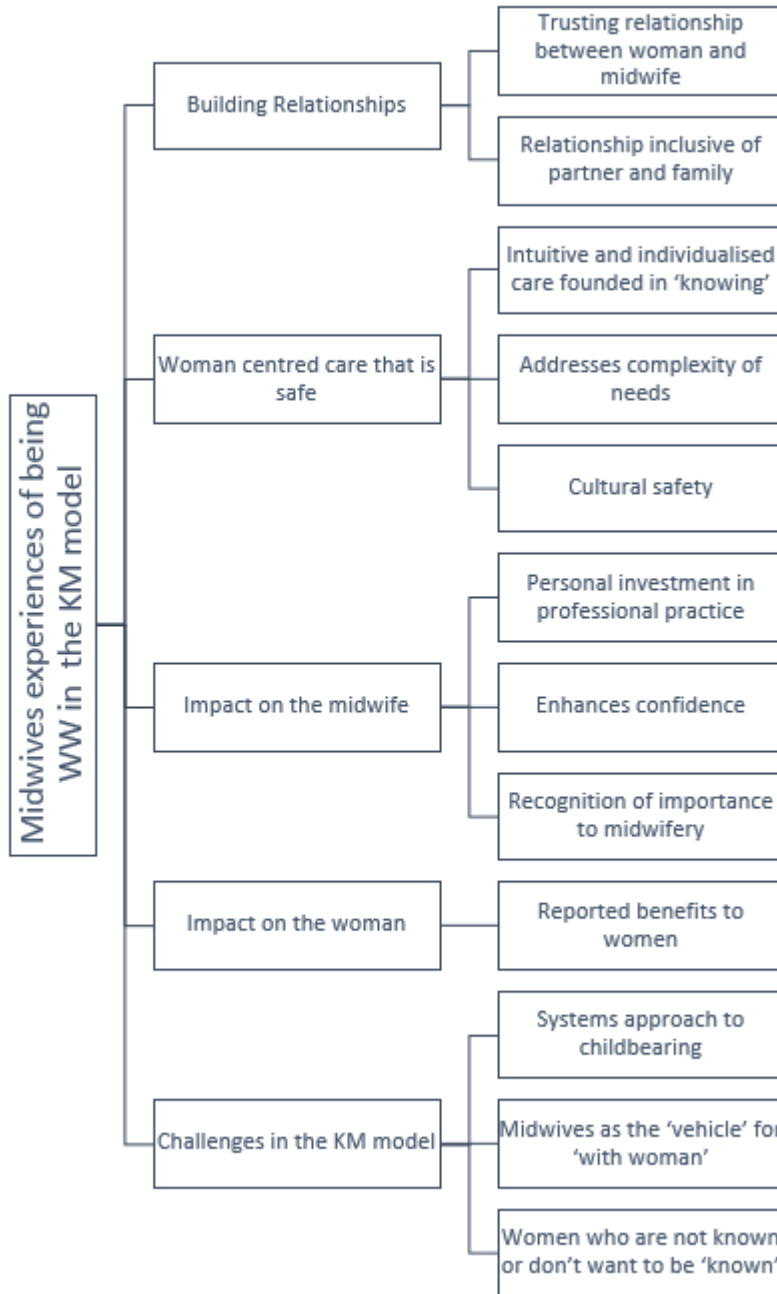 Midwives experiences of being
WW in the KM model
Building Relationships
Trusting relationship
between woman and
midwife
Relationship inclusive of
partner and family
Woman centred care that is
safe
Intuitive and individualised
care founded in ‘knowing’
Addresses complexity of
needs
Cultural safety
Impact on the midwife
Personal investment in
professional practice
Enhances confidence
Recognition of importance
to midwifery
Impact on the woman
Reported benefits to
women
Challenges in the KM model
Systems approach to
childbearing
Midwives as the ‘vehicle’ for
‘with woman’
Women who are not known
or don’t want to be ‘known’